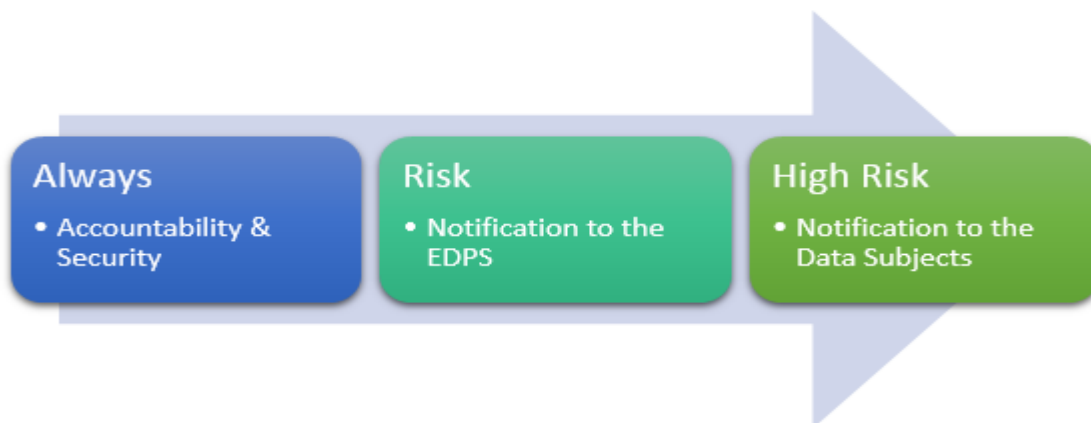 Always
• Accountability &
Security
Risk
• Notification to the
EDPS
High Risk
• Notification to the
Data Subjects